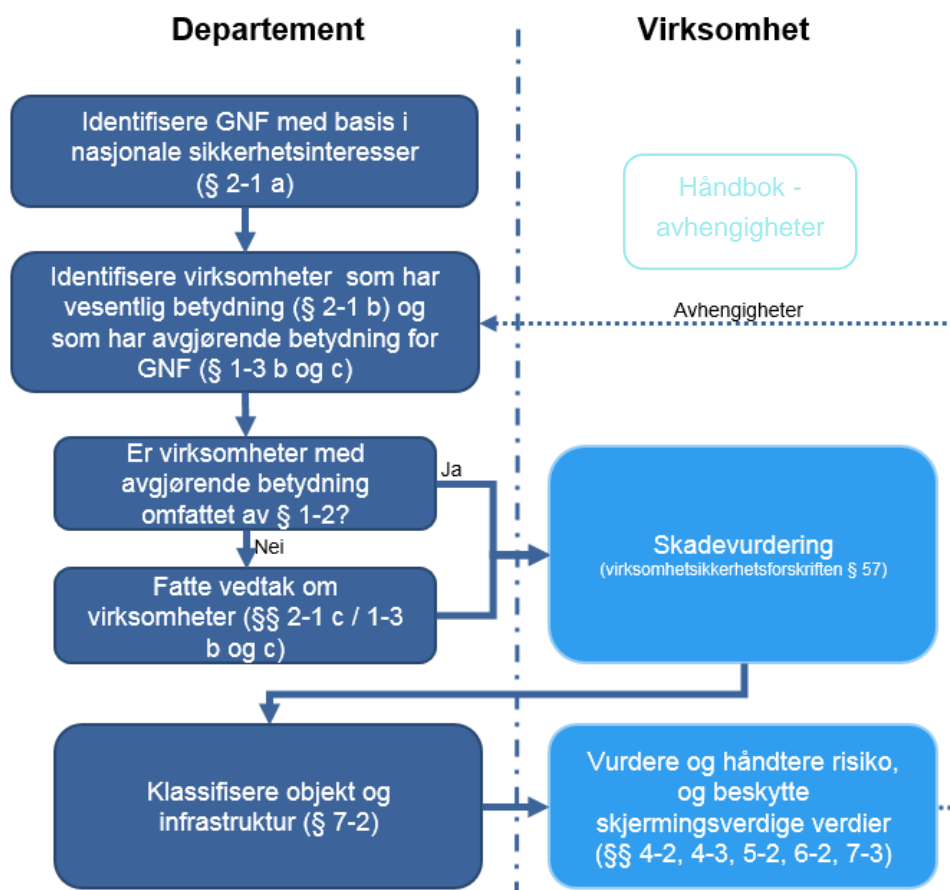 Departement
Virksomhet
Identifisere GNF med basis i
nasjonale sikkerhetsinteresser
(§ 2-1 a)
Håndbok -
avhengigheter
Identifisere virksomheter som har
vesentlig betydning (§ 2-1 b) og
som har avgjørende betydning for
GNF (§ 1-3 b og c)
Avhengigheter
Er virksomheter med
avgjørende betydning
omfattet av § 1-2?
Ja
Nei
Fatte vedtak om
virksomheter (§§ 2-1 c / 1-3
b og c)
Skadevurdering
(virksomhetsikkerhetsforskriften § 57)
Klassifisere objekt og
infrastruktur (§ 7-2)
Vurdere og håndtere risiko,
og beskytte
skjermingsverdige verdier
(§§ 4-2, 4-3, 5-2, 6-2, 7-3)